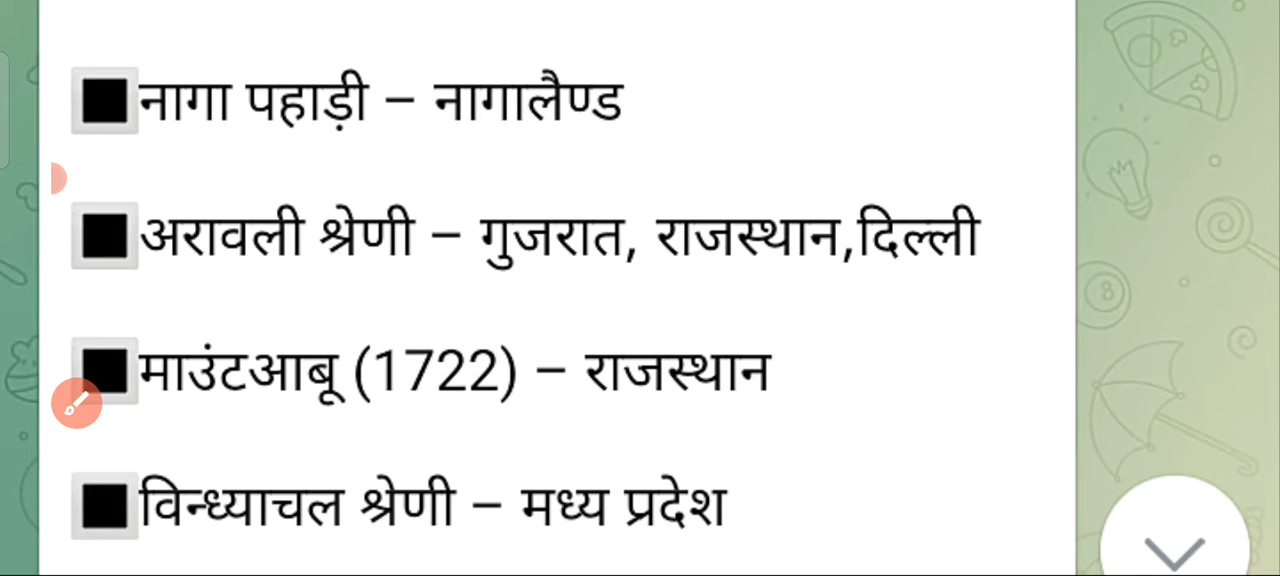 ■नागा पहाड़ी – नागालैण्ड
■अरावली श्रेणी – गुजरात, राजस्थान,दिल्ली
■माउंटआबू (1722) – राजस्थान
■विन्ध्याचल श्रेणी – मध्य प्रदेश